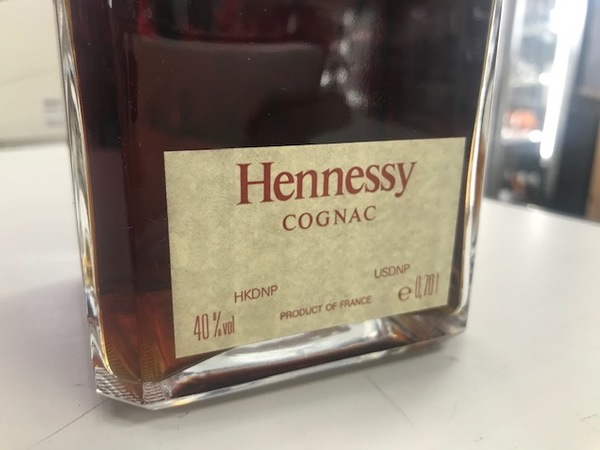 Hennessy
COGNAC
HKDNP
USDNP
40%vol
PRODUCT OF FRANCE
e 0,70l